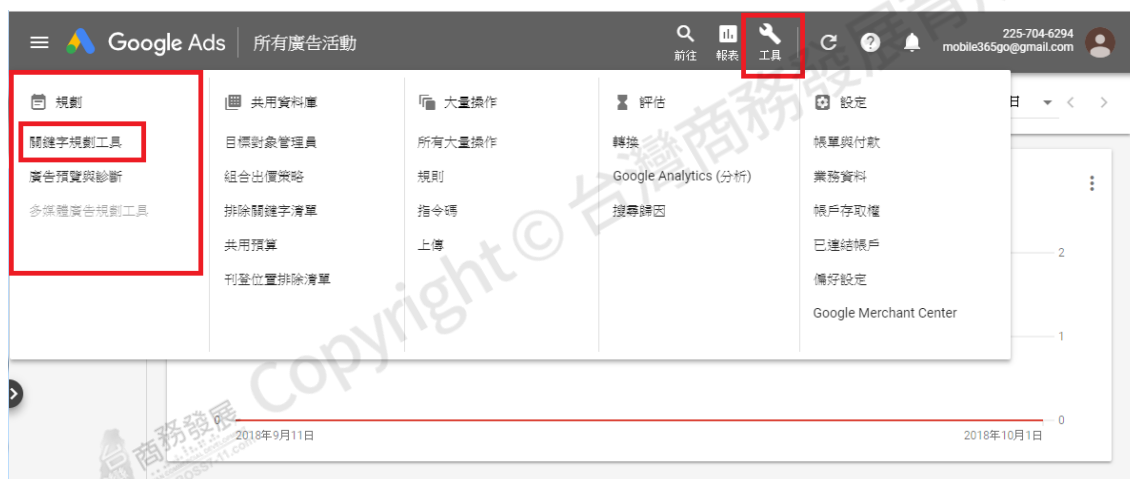 Google Ads 所有廣告活動
前往
報表
工具
225-704-6294
mobile365go@gmail.com
規劃
關鍵字規劃工具
廣告預覽與診斷
多媒體廣告規劃工具
共用資料庫
目標對象管理員
組合出價策略
排除關鍵字清單
共用預算
刊登位置排除清單
大量操作
所有大量操作
規則
指令碼
上傳
評估
轉換
Google Analytics (分析)
搜尋歸因
設定
帳單與付款
業務資料
帳戶存取權
已連結帳戶
偏好設定
Google Merchant Center
日
2
1
0
0
2018年9月11日
2018年10月1日
Copyright © 台灣商務發展
商務發展